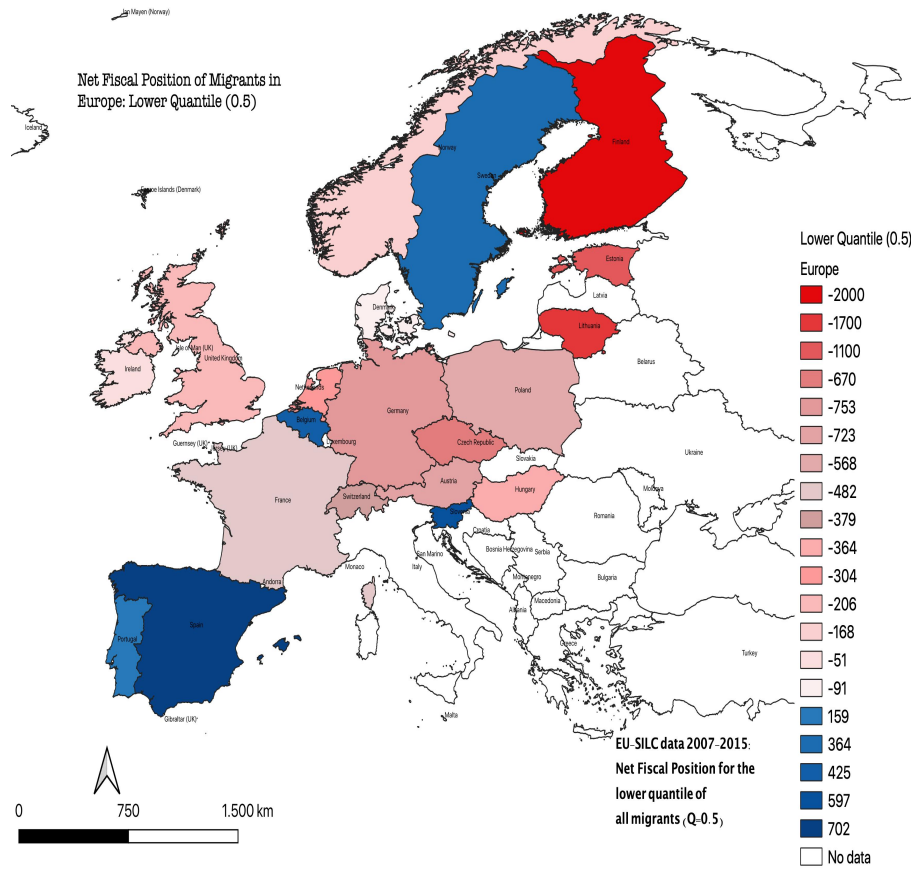 Jan Mayen (Norway)
Net Fiscal Position of Migrants in
Europe: Lower Quantile (0.5)
Iceland
Norway
Finland
Sweden
Faroe Islands (Denmark)
Lower Quantile (0.5)
Europe
-2000
-1700
-1100
-670
-753
-723
-568
-482
-379
-364
-304
-206
-168
-51
-91
159
364
425
597
702
No data
Estonia
Latvia
Denmark
Lithuania
Isle of Man (UK)
United Kingdom
Ireland
Belarus
Netherlands
Poland
Germany
Belgium
Guernsey (UK)
Jersey (UK)
Luxembourg
Czech Republic
Ukraine
Slovakia
Austria
Moldova
Hungary
Switzerland
France
Slovenia
Romania
Croatia
Bosnia Herzegovina
Serbia
San Marino
Monaco
Italy
Andorra
Montenegro
Bulgaria
Macedonia
Albania
Spain
Portugal
Greece
Turkey
Malta
Gibraltar (UK)
EU-SILC data 2007-2015:
Net Fiscal Position for the
lower quantile of
all migrants (Q=0.5)
0 750 1.500 km